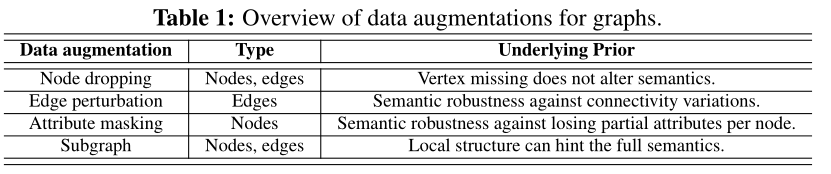 Table 1: Overview of data augmentations for graphs.
Data augmentation Type Underlying Prior
Node dropping Nodes, edges Vertex missing does not alter semantics.
Edge perturbation Edges Semantic robustness against connectivity variations.
Attribute masking Nodes Semantic robustness against losing partial attributes per node.
Subgraph Nodes, edges Local structure can hint the full semantics.